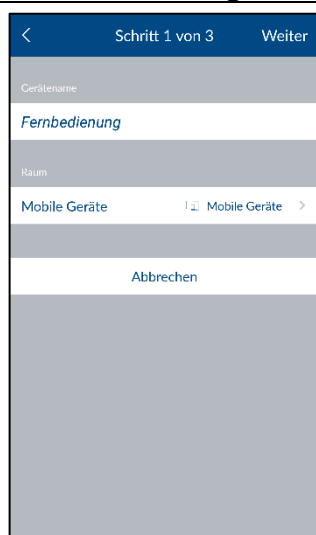 Schritt 1 von 3 Weiter
Gerätename
Fernbedienung
Raum
Mobile Geräte Mobile Geräte
Abbrechen